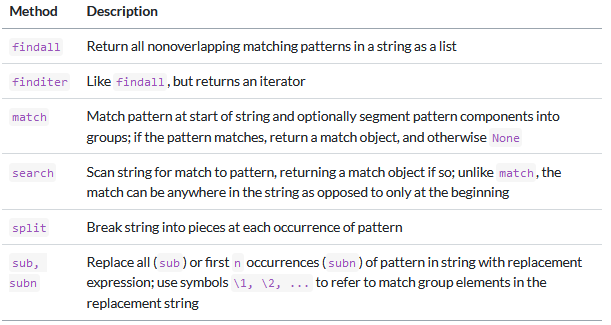 Method Description
findall Return all nonoverlapping matching patterns in a string as a list
finditer Like findall, but returns an iterator
match Match pattern at start of string and optionally segment pattern components into
groups; if the pattern matches, return a match object, and otherwise None
search Scan string for match to pattern, returning a match object if so; unlike match, the
match can be anywhere in the string as opposed to only at the beginning
split Break string into pieces at each occurrence of pattern
sub, Replace all (sub) or first n occurrences (subn) of pattern in string with replacement
subn expression; use symbols \1, \2, ... to refer to match group elements in the
replacement string